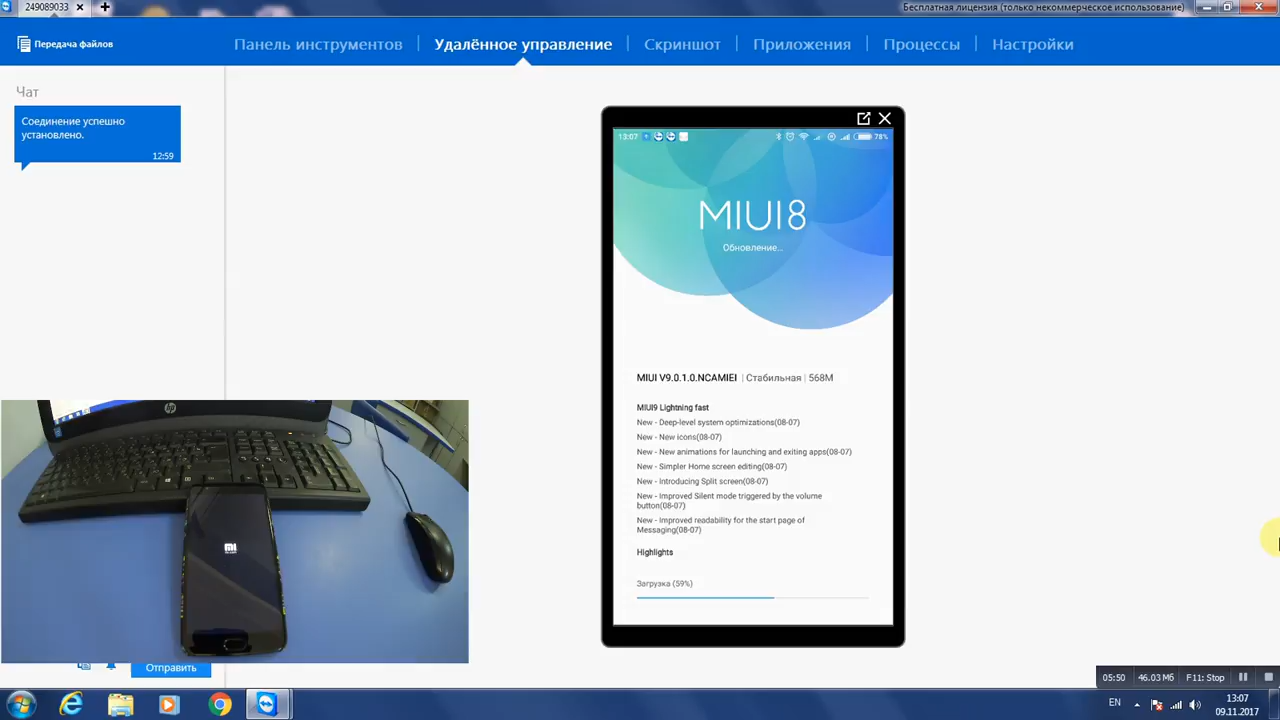 249089033
Бесплатная лицензия (только некоммерческое использование)
Передача файлов
Панель инструментов
Удалённое управление
Скриншот
Приложения
Процессы
Настройки
Чат
Соединение успешно
установлено.
12:59
13:07
78%
MIUI 8
Обновление...
MIUI V9.0.1.0.NCAMIEI | Стабильная | 568M
MIUI9 Lightning fast
New - Deep-level system optimizations(08-07)
New - New icons(08-07)
New - New animations for launching and exiting apps(08-07)
New - Simpler Home screen editing(08-07)
New - Introducing Split screen(08-07)
New - Improved Silent mode triggered by the volume
button(08-07)
New - Improved readability for the start page of
Messaging(08-07)
Highlights
Загрузка (59%)
hp
mi
Отправить
05:50
46.03 Мб
F11: Stop
EN
13:07
09.11.2017